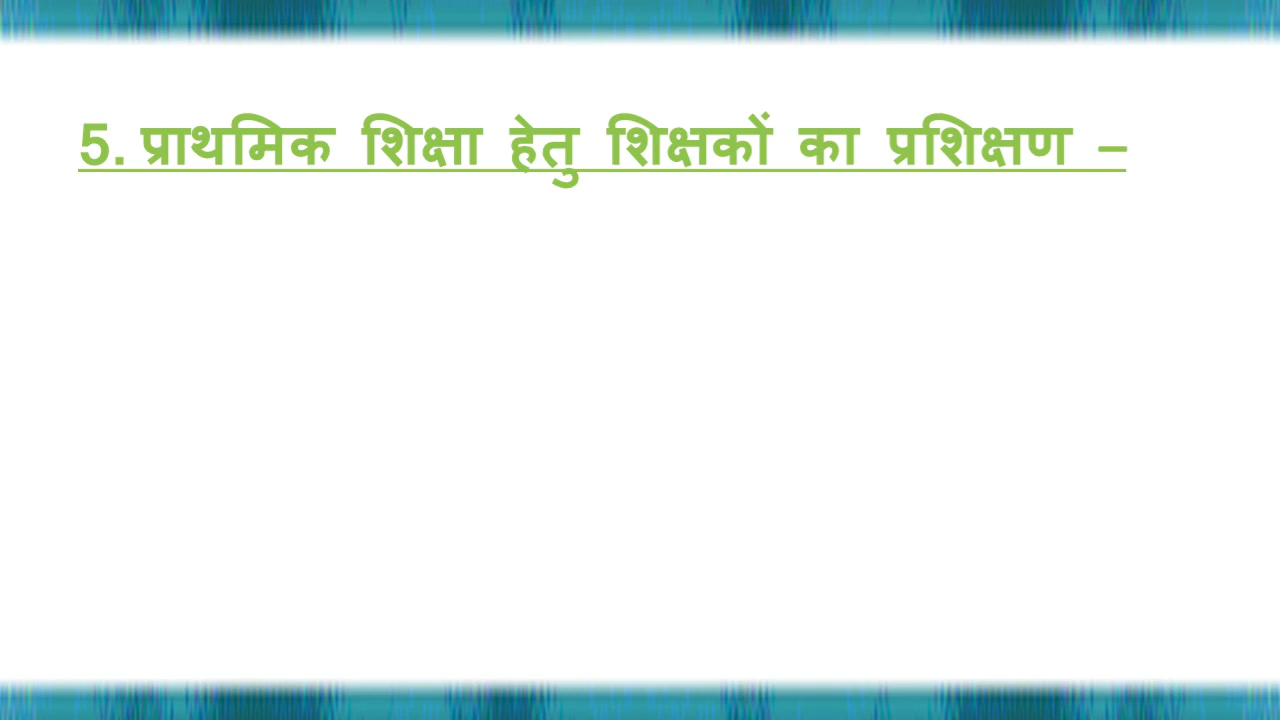 5. प्राथमिक शिक्षा हेतु शिक्षकों का प्रशिक्षण –